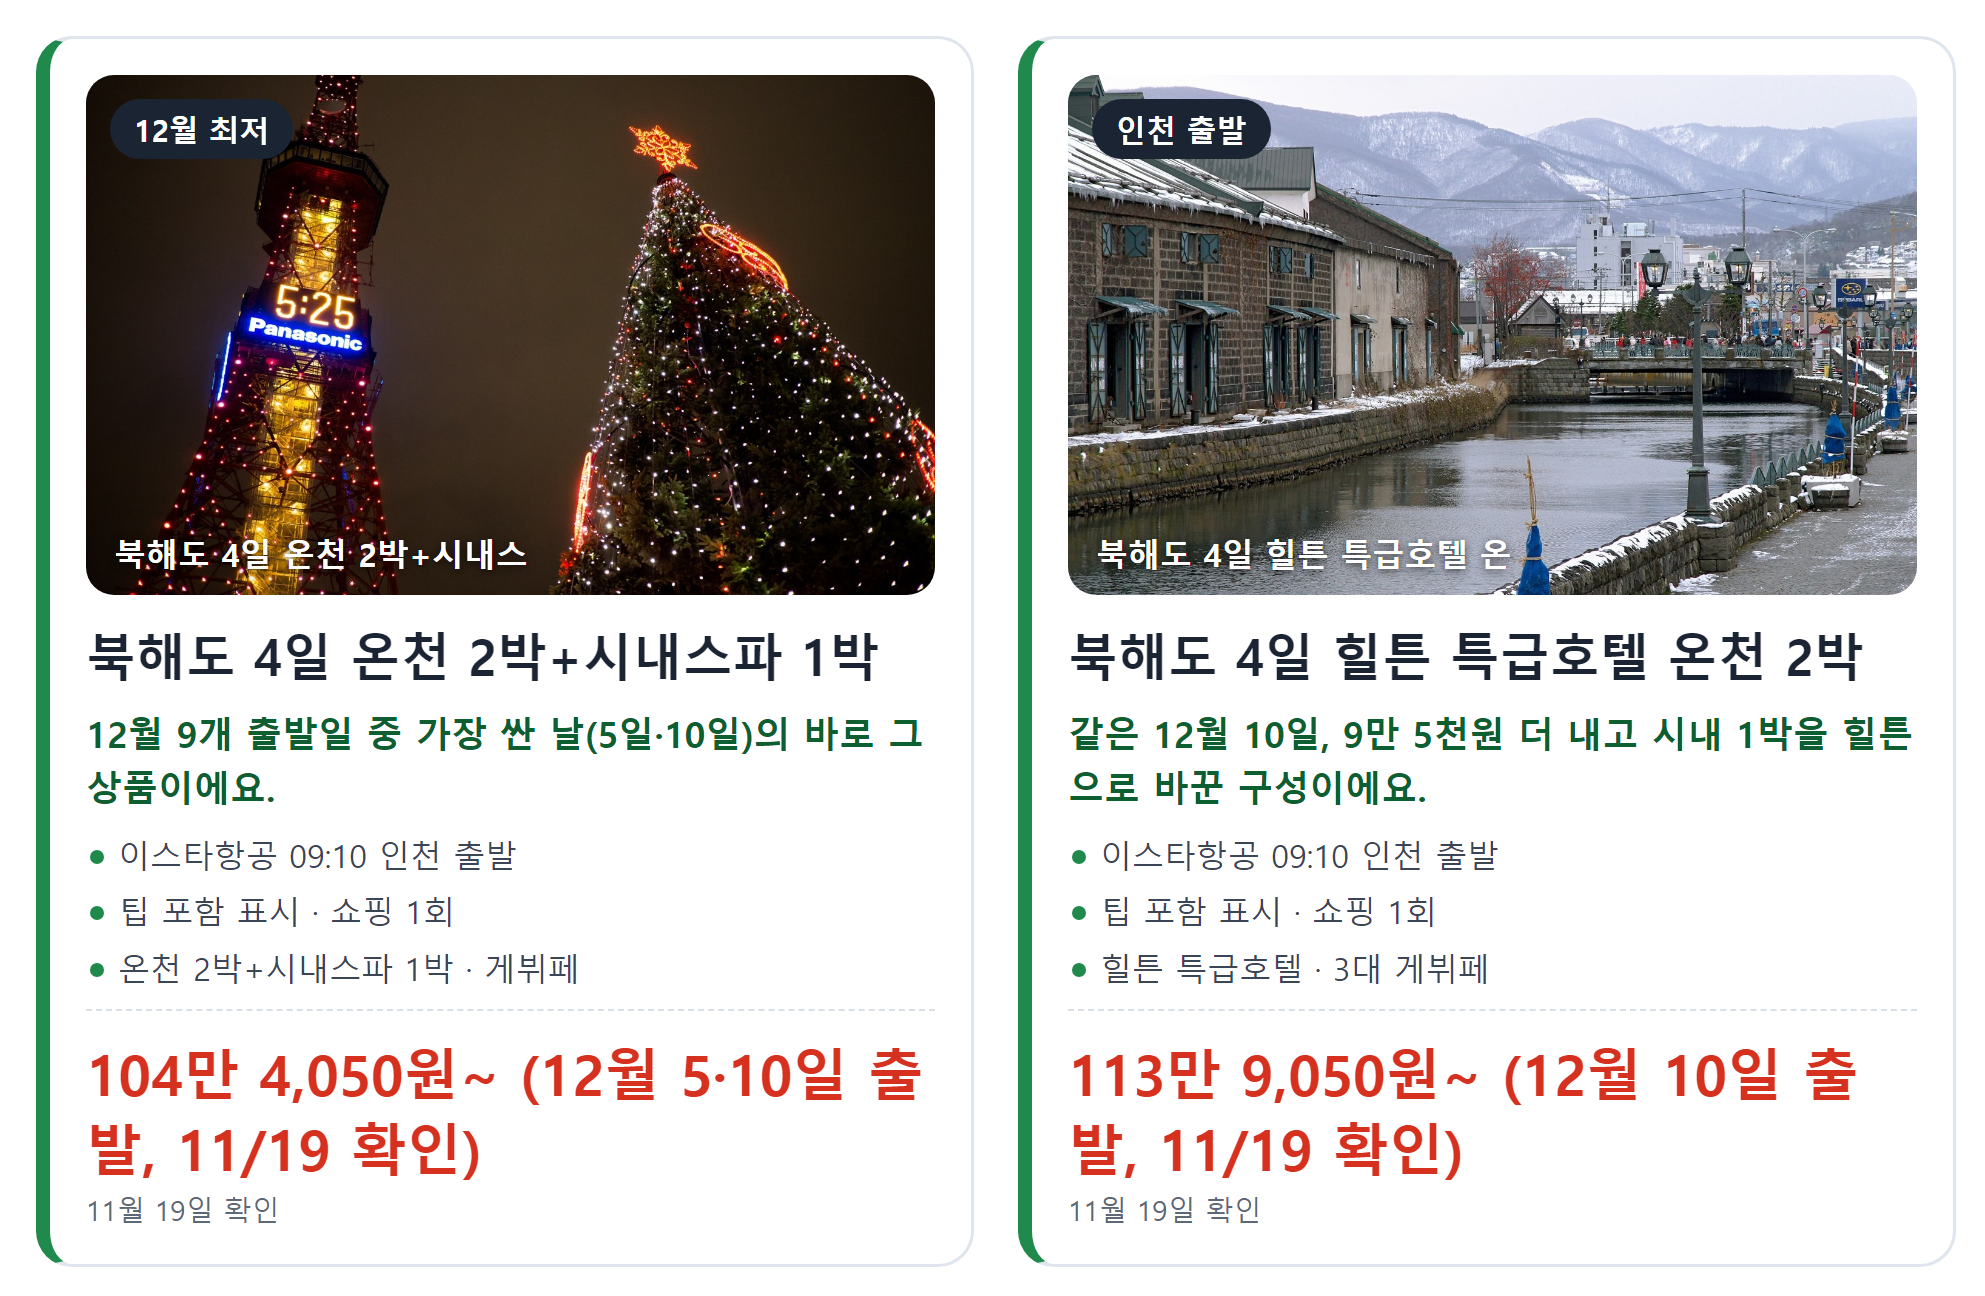 12월 최저
5:25
Panasonic
북해도 4일 온천 2박+시내스
북해도 4일 온천 2박+시내스파 1박
12월 9개 출발일 중 가장 싼 날(5일·10일)의 바로 그
상품이에요.
이스타항공 09:10 인천 출발
팁 포함 표시 · 쇼핑 1회
온천 2박+시내스파 1박 · 게뷔페
104만 4,050원~ (12월 5·10일 출
발, 11/19 확인)
11월 19일 확인
인천 출발
북해도 4일 힐튼 특급호텔 온
북해도 4일 힐튼 특급호텔 온천 2박
같은 12월 10일, 9만 5천원 더 내고 시내 1박을 힐튼
으로 바꾼 구성이에요.
이스타항공 09:10 인천 출발
팁 포함 표시 · 쇼핑 1회
힐튼 특급호텔 · 3대 게뷔페
113만 9,050원~ (12월 10일 출
발, 11/19 확인)
11월 19일 확인